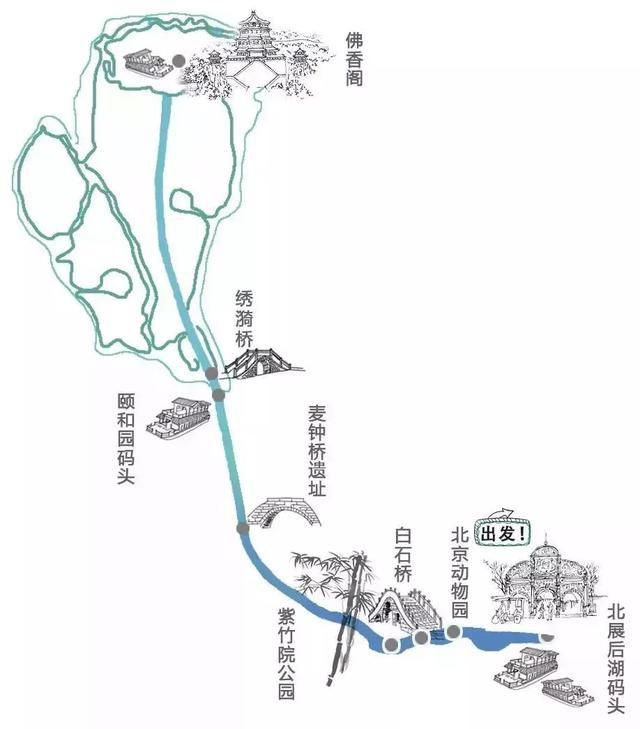 佛香阁
绣漪桥
颐和园码头
麦钟桥遗址
出发！
北京动物园
白石桥
紫竹院公园
北展后湖码头